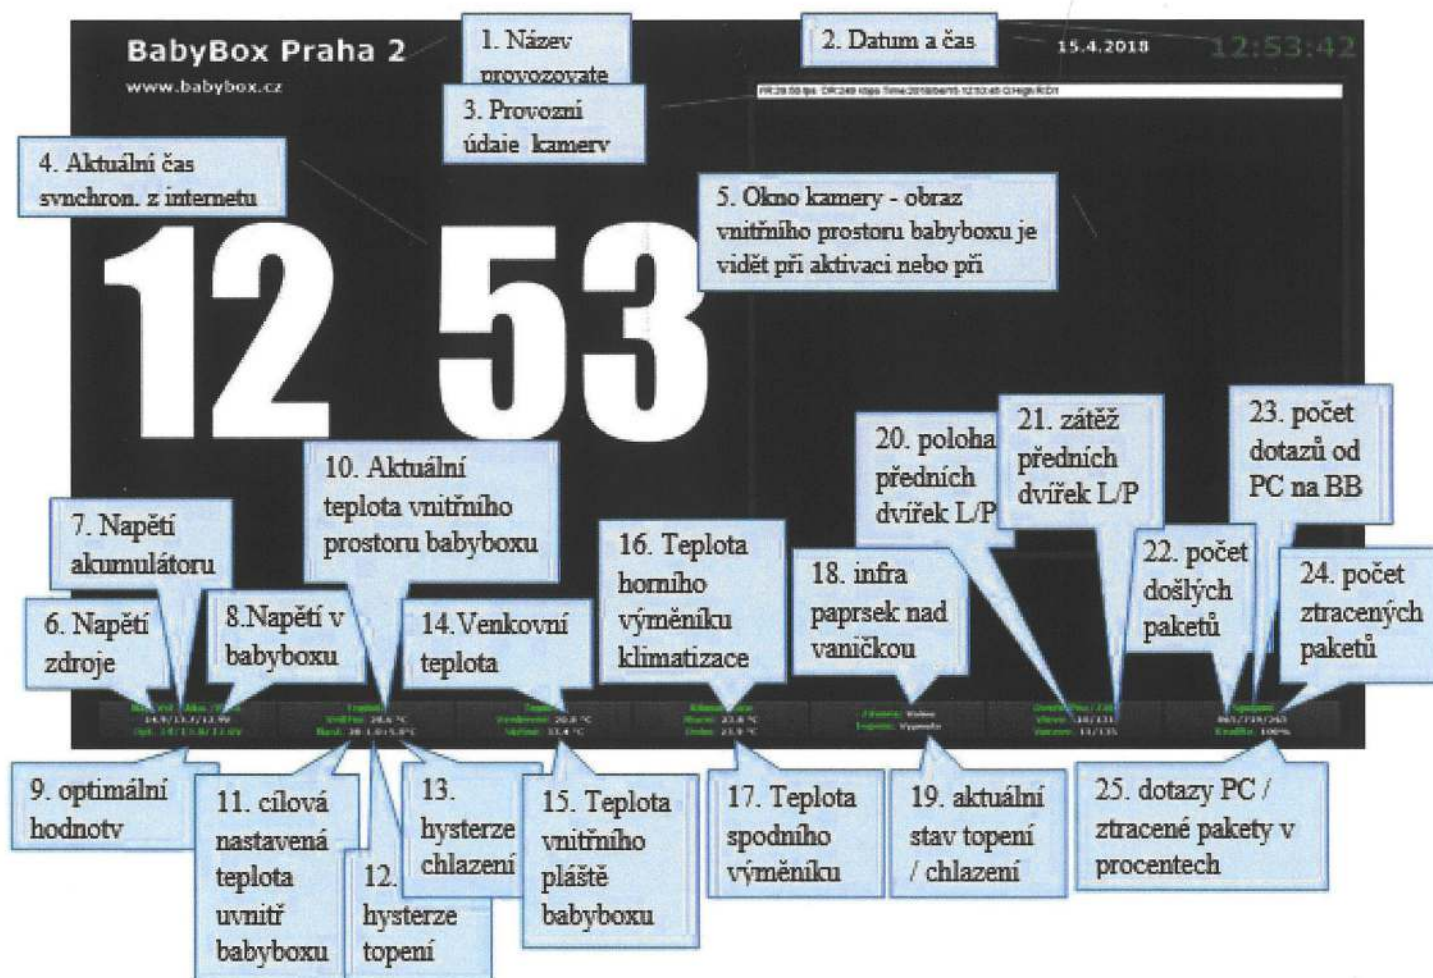 BabyBox Praha 2
www.babybox.cz
1. Název
provozovate
2. Datum a čas
15.4.2018
12:53:42
3. Provozní
údaje kamery
4. Aktuální čas
synchron. z internetu
5. Okno kamery - obraz
vnitřního prostoru babyboxu je
vidět při aktivaci nebo při
12 53
6. Napětí
zdroje
7. Napětí
akumulátoru
8.Napětí v
babyboxu
10. Aktuální
teplota vnitřního
prostoru babyboxu
14.Venkovní
teplota
16. Teplota
horního
výměníku
klimatizace
18. infra
paprsek nad
vaničkou
20. poloha
předních
dvířek L/P
21. zátěž
předních
dvířek L/P
22. počet
došlých
paketů
23. počet
dotazů od
PC na BB
24. počet
ztracených
paketů
9. optimální
hodnoty
11. cílová
nastavená
teplota
uvnitř
babyboxu
12.
hysterze
topení
13.
hysterze
chlazení
15. Teplota
vnitřního
pláště
babyboxu
17. Teplota
spodního
výměníku
19. aktuální
stav topení
/ chlazení
25. dotazy PC /
ztracené pakety v
procentech